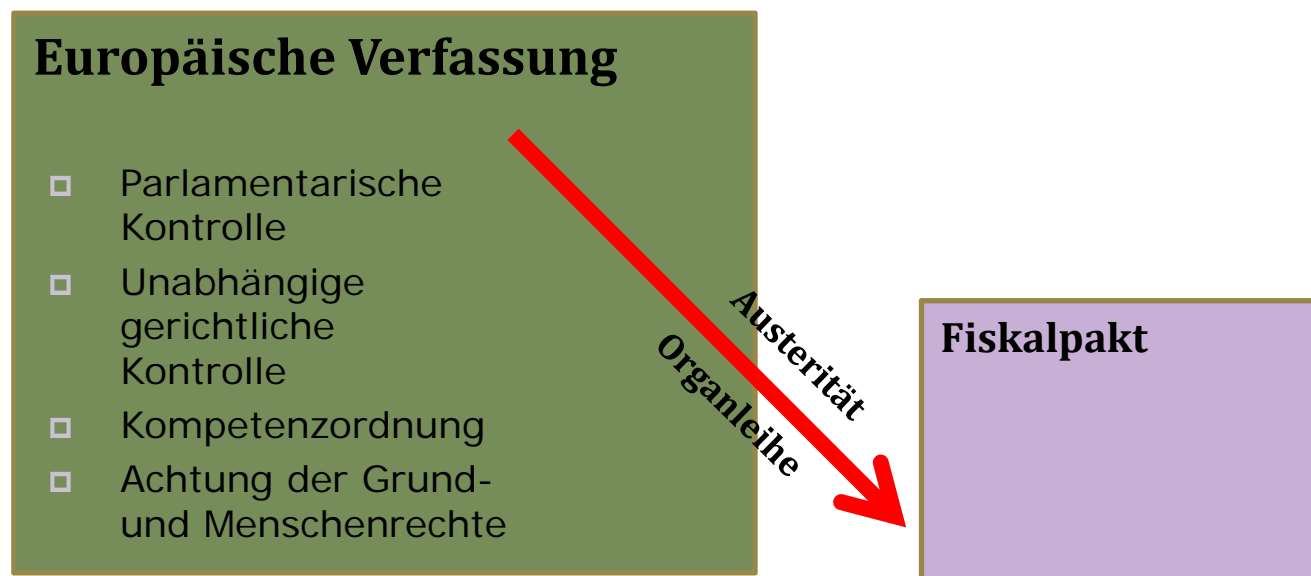 Europäische Verfassung
Parlamentarische
Kontrolle
Unabhängige
gerichtliche
Kontrolle
Kompetenzordnung
Achtung der Grund-
und Menschenrechte
Austerität
Organleihe
Fiskalpakt